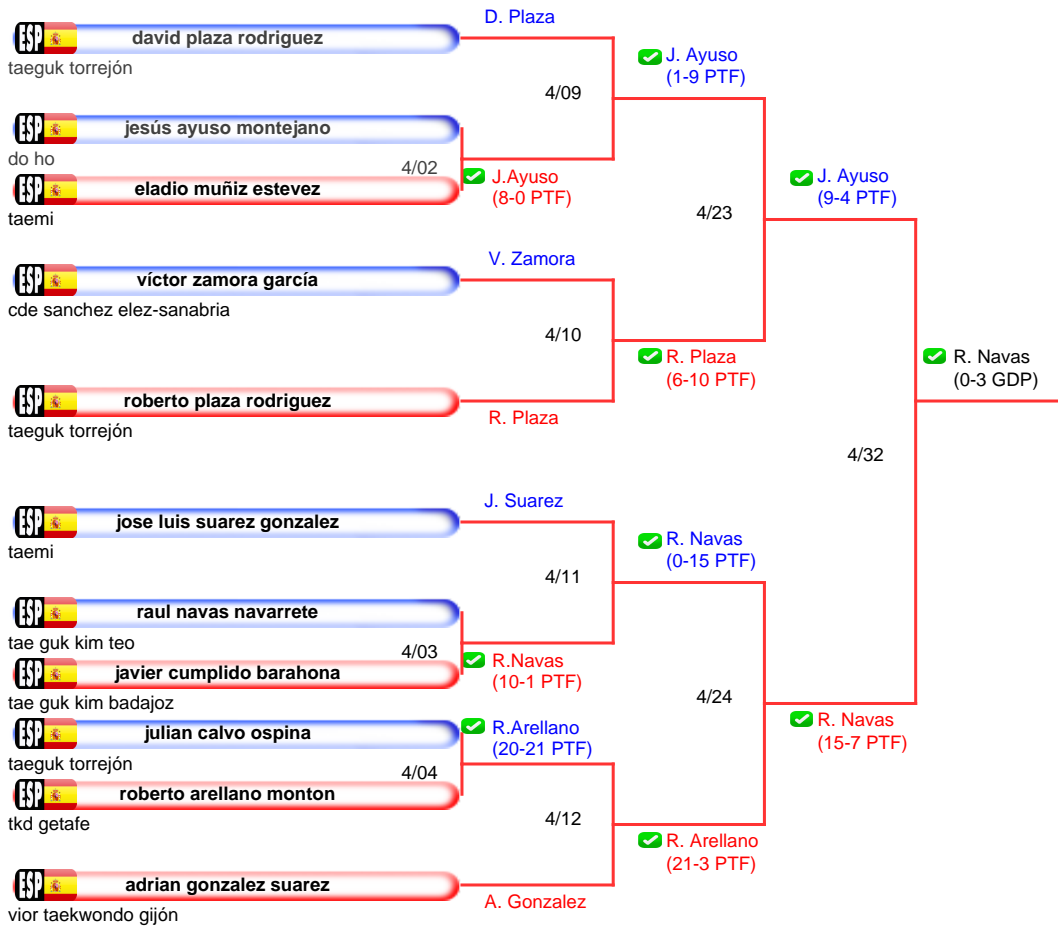 D. Plaza
ESP david plaza rodriguez
taeguk torrejón
J. Ayuso
(1-9 PTF)
4/09
ESP jesús ayuso montejano
do ho
4/02
J.Ayuso
(8-0 PTF)
ESP eladio muñiz estevez
taemi
J. Ayuso
(9-4 PTF)
4/23
V. Zamora
ESP víctor zamora garcía
cde sanchez elez-sanabria
4/10
R. Plaza
(6-10 PTF)
ESP roberto plaza rodriguez
R. Plaza
taeguk torrejón
R. Navas
(0-3 GDP)
4/32
J. Suarez
ESP jose luis suarez gonzalez
taemi
R. Navas
(0-15 PTF)
4/11
ESP raul navas navarrete
tae guk kim teo
4/03
R.Navas
(10-1 PTF)
ESP javier cumplido barahona
tae guk kim badajoz
4/24
R. Navas
(15-7 PTF)
ESP julian calvo ospina
R.Arellano
(20-21 PTF)
taeguk torrejón
4/04
ESP roberto arellano monton
tkd getafe
4/12
R. Arellano
(21-3 PTF)
ESP adrian gonzalez suarez
A. Gonzalez
vior taekwondo gijón